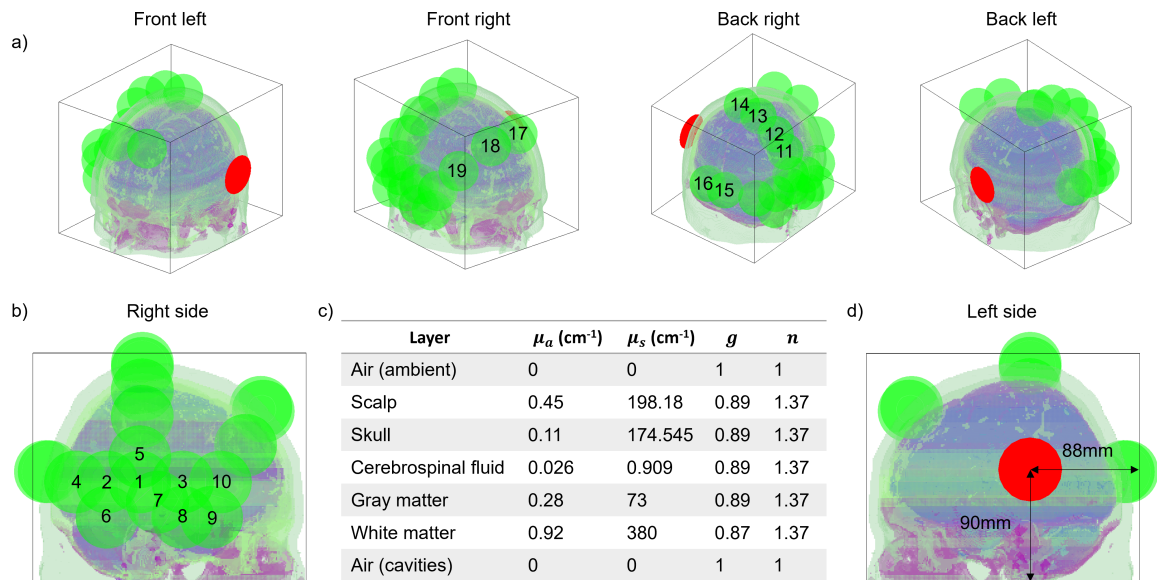 Front left
Front right
Back right
Back left
a)
17
18
19
14
13
12
11
16
15
b)
Right side
5
4
2
1
3
10
7
6
8
9
c)
Layer μₐ (cm⁻¹) μₛ (cm⁻¹) g n
Air (ambient) 0 0 1 1
Scalp 0.45 198.18 0.89 1.37
Skull 0.11 174.545 0.89 1.37
Cerebrospinal fluid 0.026 0.909 0.89 1.37
Gray matter 0.28 73 0.89 1.37
White matter 0.92 380 0.87 1.37
Air (cavities) 0 0 1 1
d)
Left side
88mm
90mm